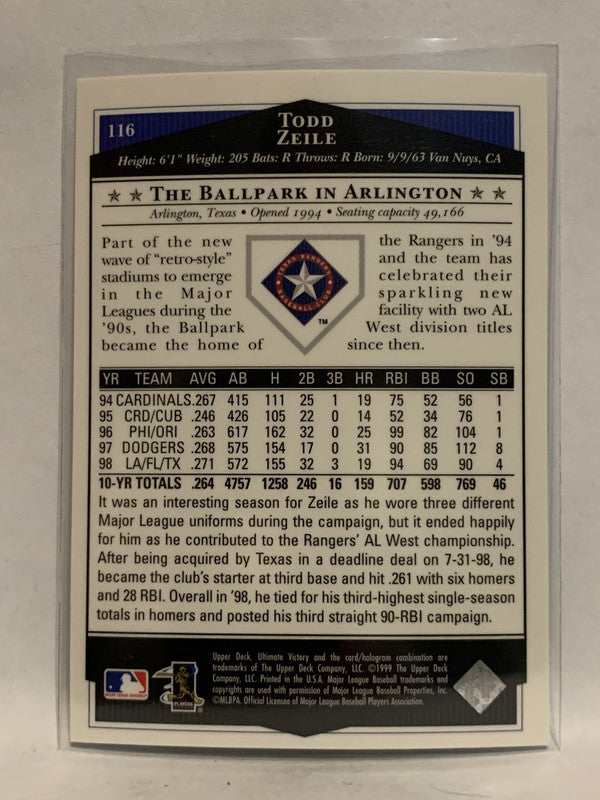 116
TODD
ZEILE
Height: 6'1" Weight: 205 Bats: R Throws: R Born: 9/9/63 Van Nuys, CA
THE BALLPARK IN ARLINGTON
Arlington, Texas • Opened 1994 • Seating capacity 49,166
Part of the new
wave of "retro-style"
stadiums to emerge
in the Major
Leagues during the
'90s, the Ballpark
became the home of
TEXAS RANGERS
BASEBALL CLUB
TM
the Rangers in '94
and the team has
celebrated their
sparkling new
facility with two AL
West division titles
since then.
YR TEAM AVG AB H 2B 3B HR RBI BB SO SB
94 CARDINALS .267 415 111 25 1 19 75 52 56 1
95 CRD/CUB .246 426 105 22 0 14 52 34 76 1
96 PHI/ORI .263 617 162 32 0 25 99 82 104 1
97 DODGERS .268 575 154 17 0 31 90 85 112 8
98 LA/FL/TX .271 572 155 32 3 19 94 69 90 4
10-YR TOTALS .264 4757 1258 246 16 159 707 598 769 46
It was an interesting season for Zeile as he wore three different
Major League uniforms during the campaign, but it ended happily
for him as he contributed to the Rangers' AL West championship.
After being acquired by Texas in a deadline deal on 7-31-98, he
became the club's starter at third base and hit .261 with six homers
and 28 RBI. Overall in '98, he tied for his third-highest single-season
totals in homers and posted his third straight 90-RBI campaign.
Upper Deck, Ultimate Victory and the card/hologram combination are
trademarks of The Upper Deck Company, LLC. ©1999 The Upper Deck
Company, LLC. Printed in the U.S.A. Major League Baseball trademarks and
copyrights are used with permission of Major League Baseball Properties, Inc.
©MLBPA. Official Licensee of Major League Baseball Players Association.
MAJOR LEAGUE BASEBALL
PLAYERS